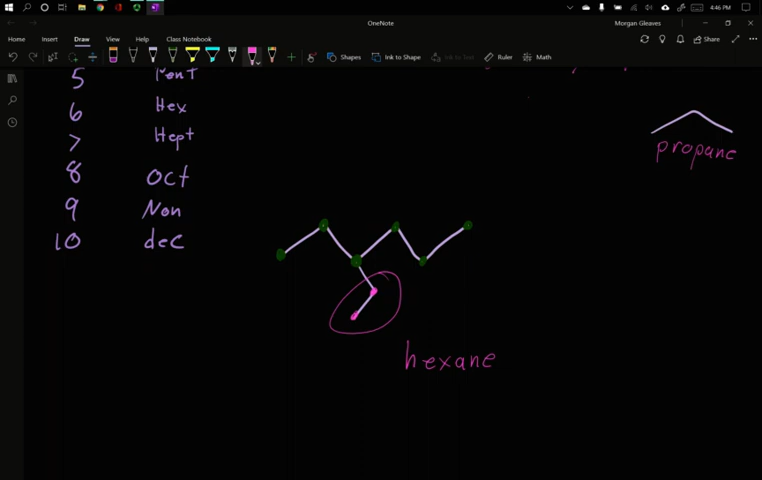 4:46 PM
OneNote
Morgan Gleaves
Home Insert Draw View Help Class Notebook
Share
Shapes Ink to Shape Ink to Text Ruler Math
5 Pent
6 Hex
7 Hept
8 Oct
9 Non
10 dec
propane
hexane